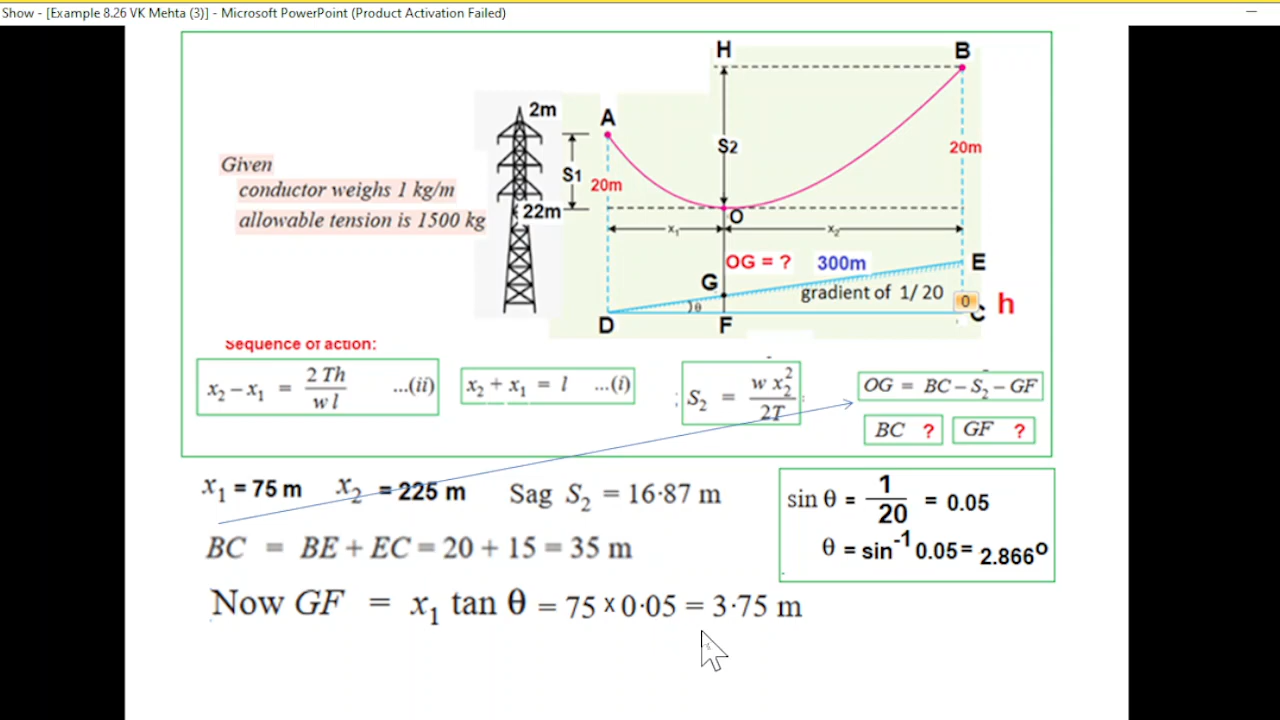 Show - [Example 8.26 VK Mehta (3)] - Microsoft PowerPoint (Product Activation Failed)
H
B
2m
A
S2
20m
Given
S1
conductor weighs 1 kg/m
20m
allowable tension is 1500 kg
22m
O
x₁
x₂
OG = ? 300m
E
G
gradient of 1/ 20
0
C
h
θ
D
F
Sequence of action:
x₂ – x₁ = 2 Th / w l ...(ii)
x₂ + x₁ = l ...(i)
; S₂ = w x₂² / 2T ;
OG = BC – S₂ – GF
BC ?
GF ?
x₁ = 75 m x₂ = 225 m Sag S₂ = 16·87 m
sin θ = 1 / 20 = 0.05
θ = sin⁻¹ 0.05 = 2.866⁰
BC = BE + EC = 20 + 15 = 35 m
Now GF = x₁ tan θ = 75 × 0·05 = 3·75 m